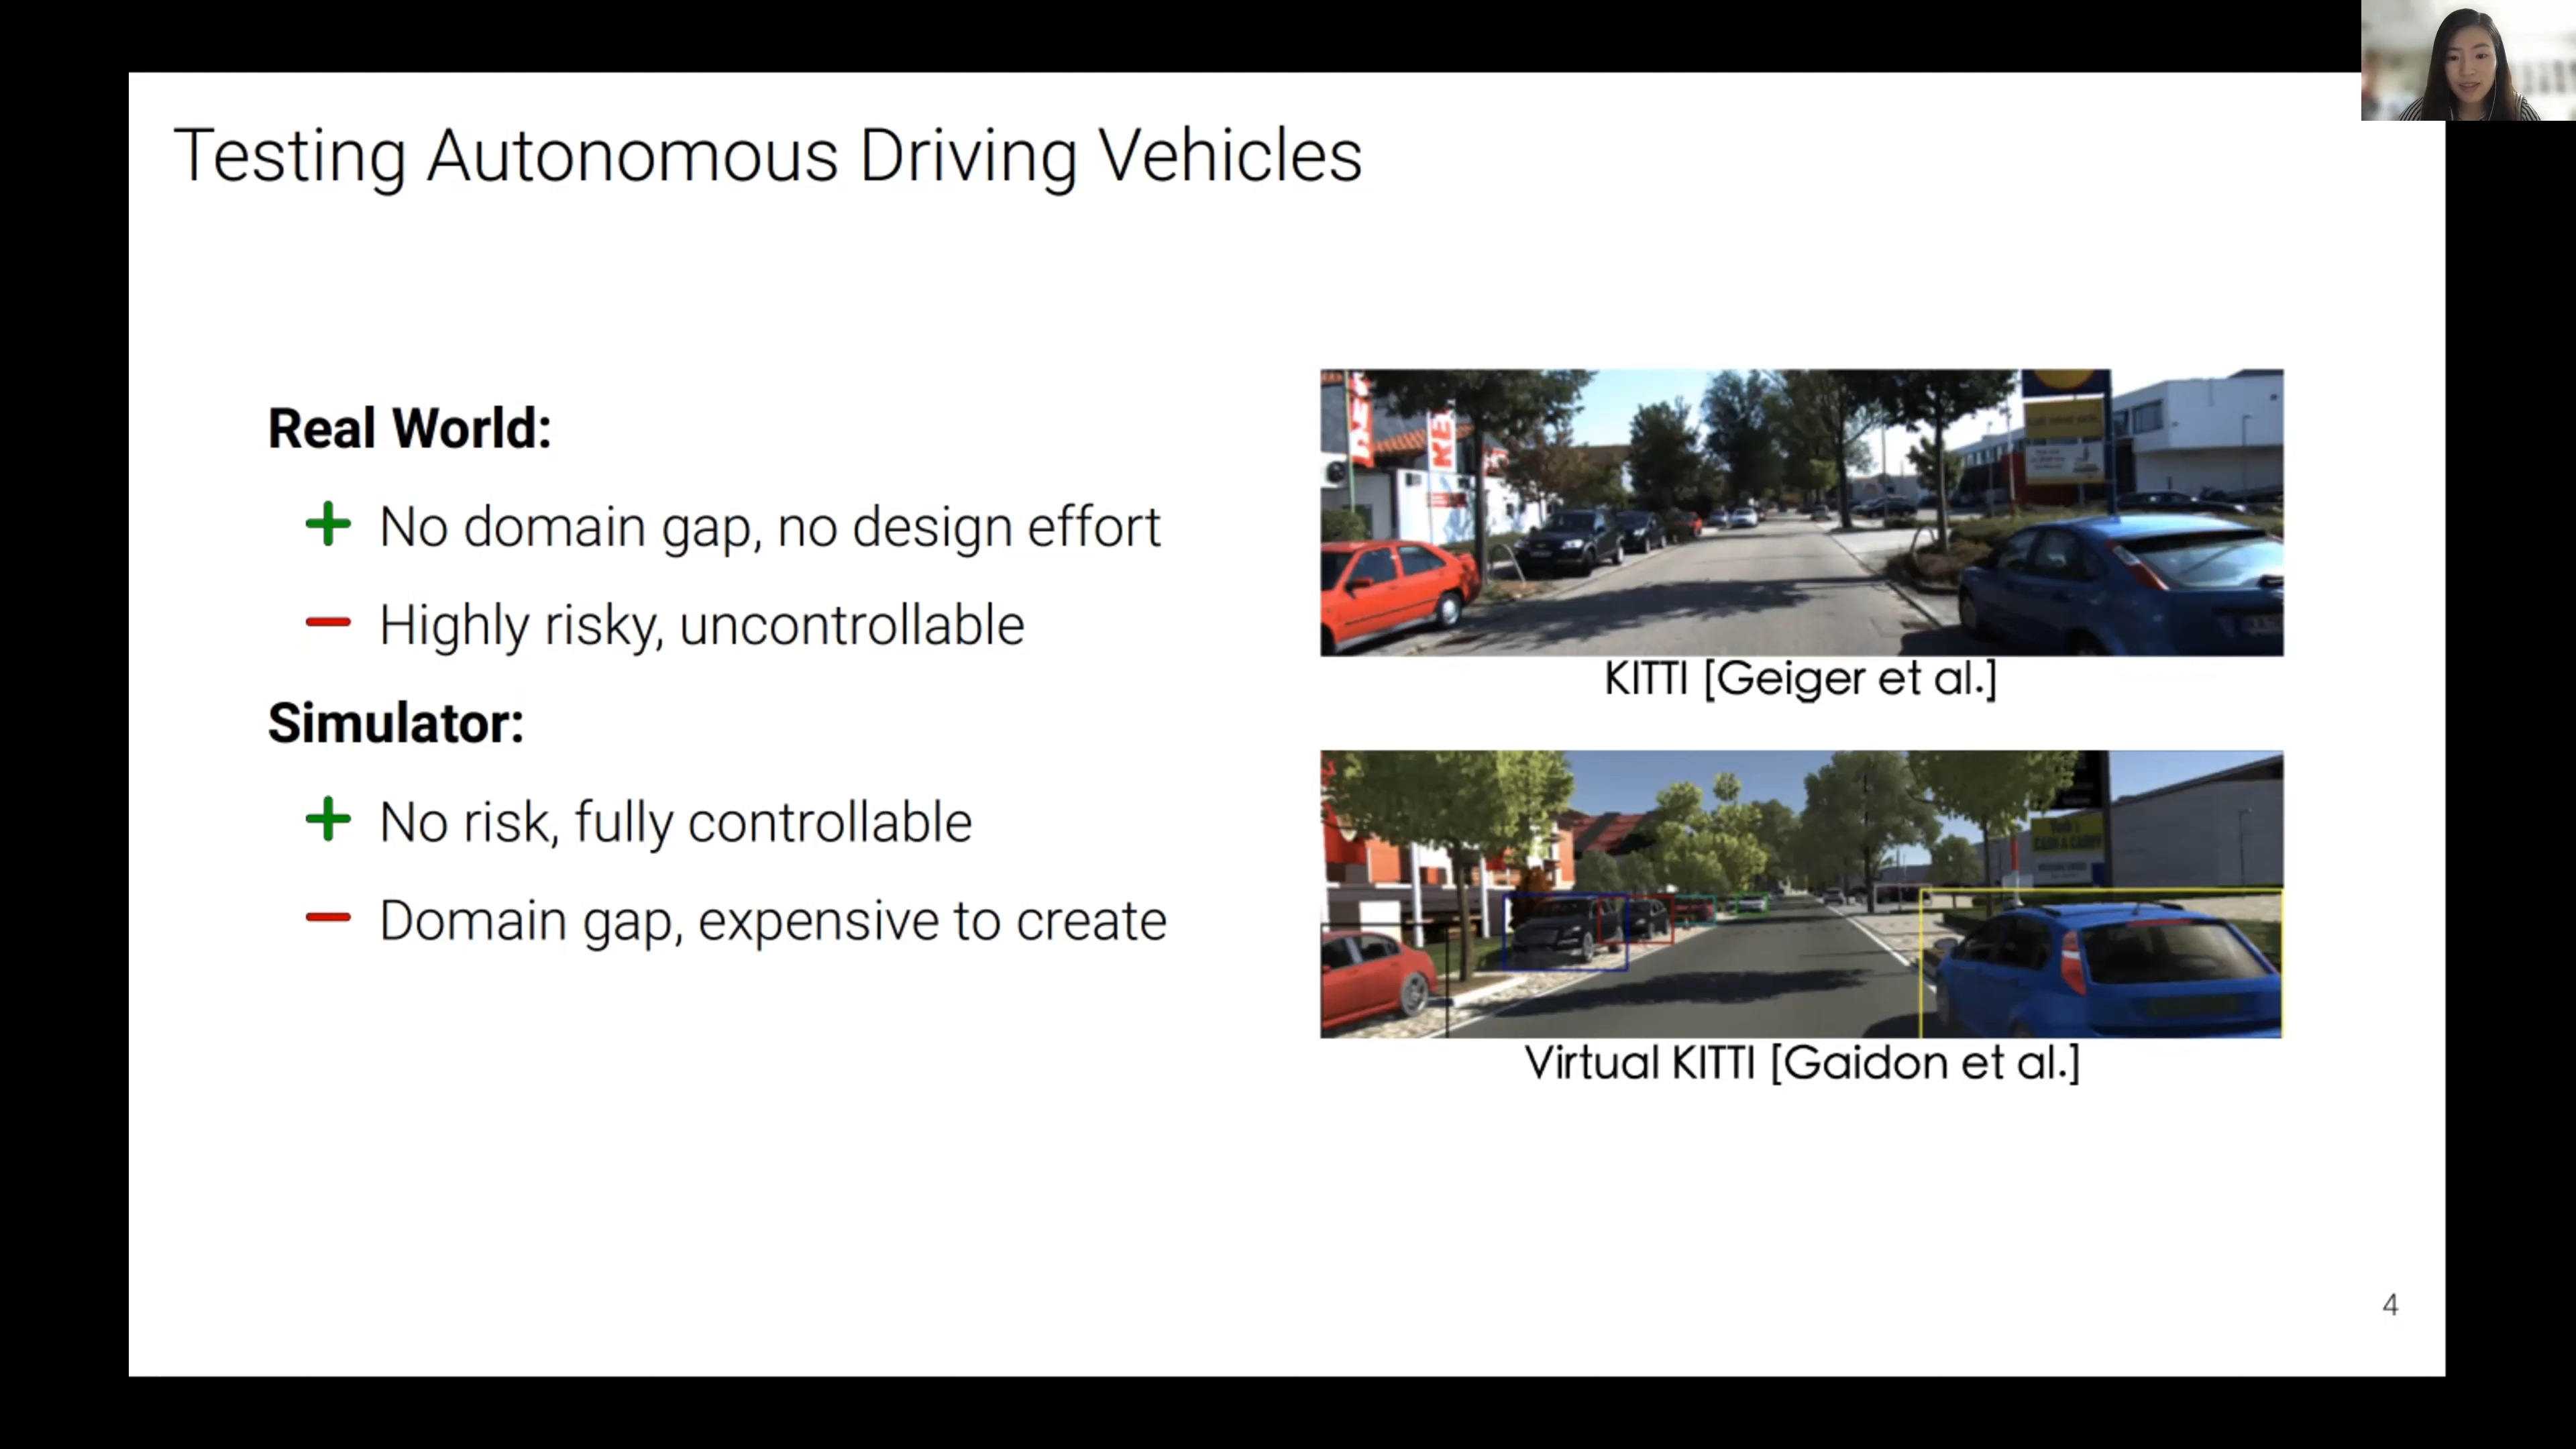 Testing Autonomous Driving Vehicles
Real World:
+ No domain gap, no design effort
− Highly risky, uncontrollable
Simulator:
+ No risk, fully controllable
− Domain gap, expensive to create
KITTI [Geiger et al.]
Virtual KITTI [Gaidon et al.]
4